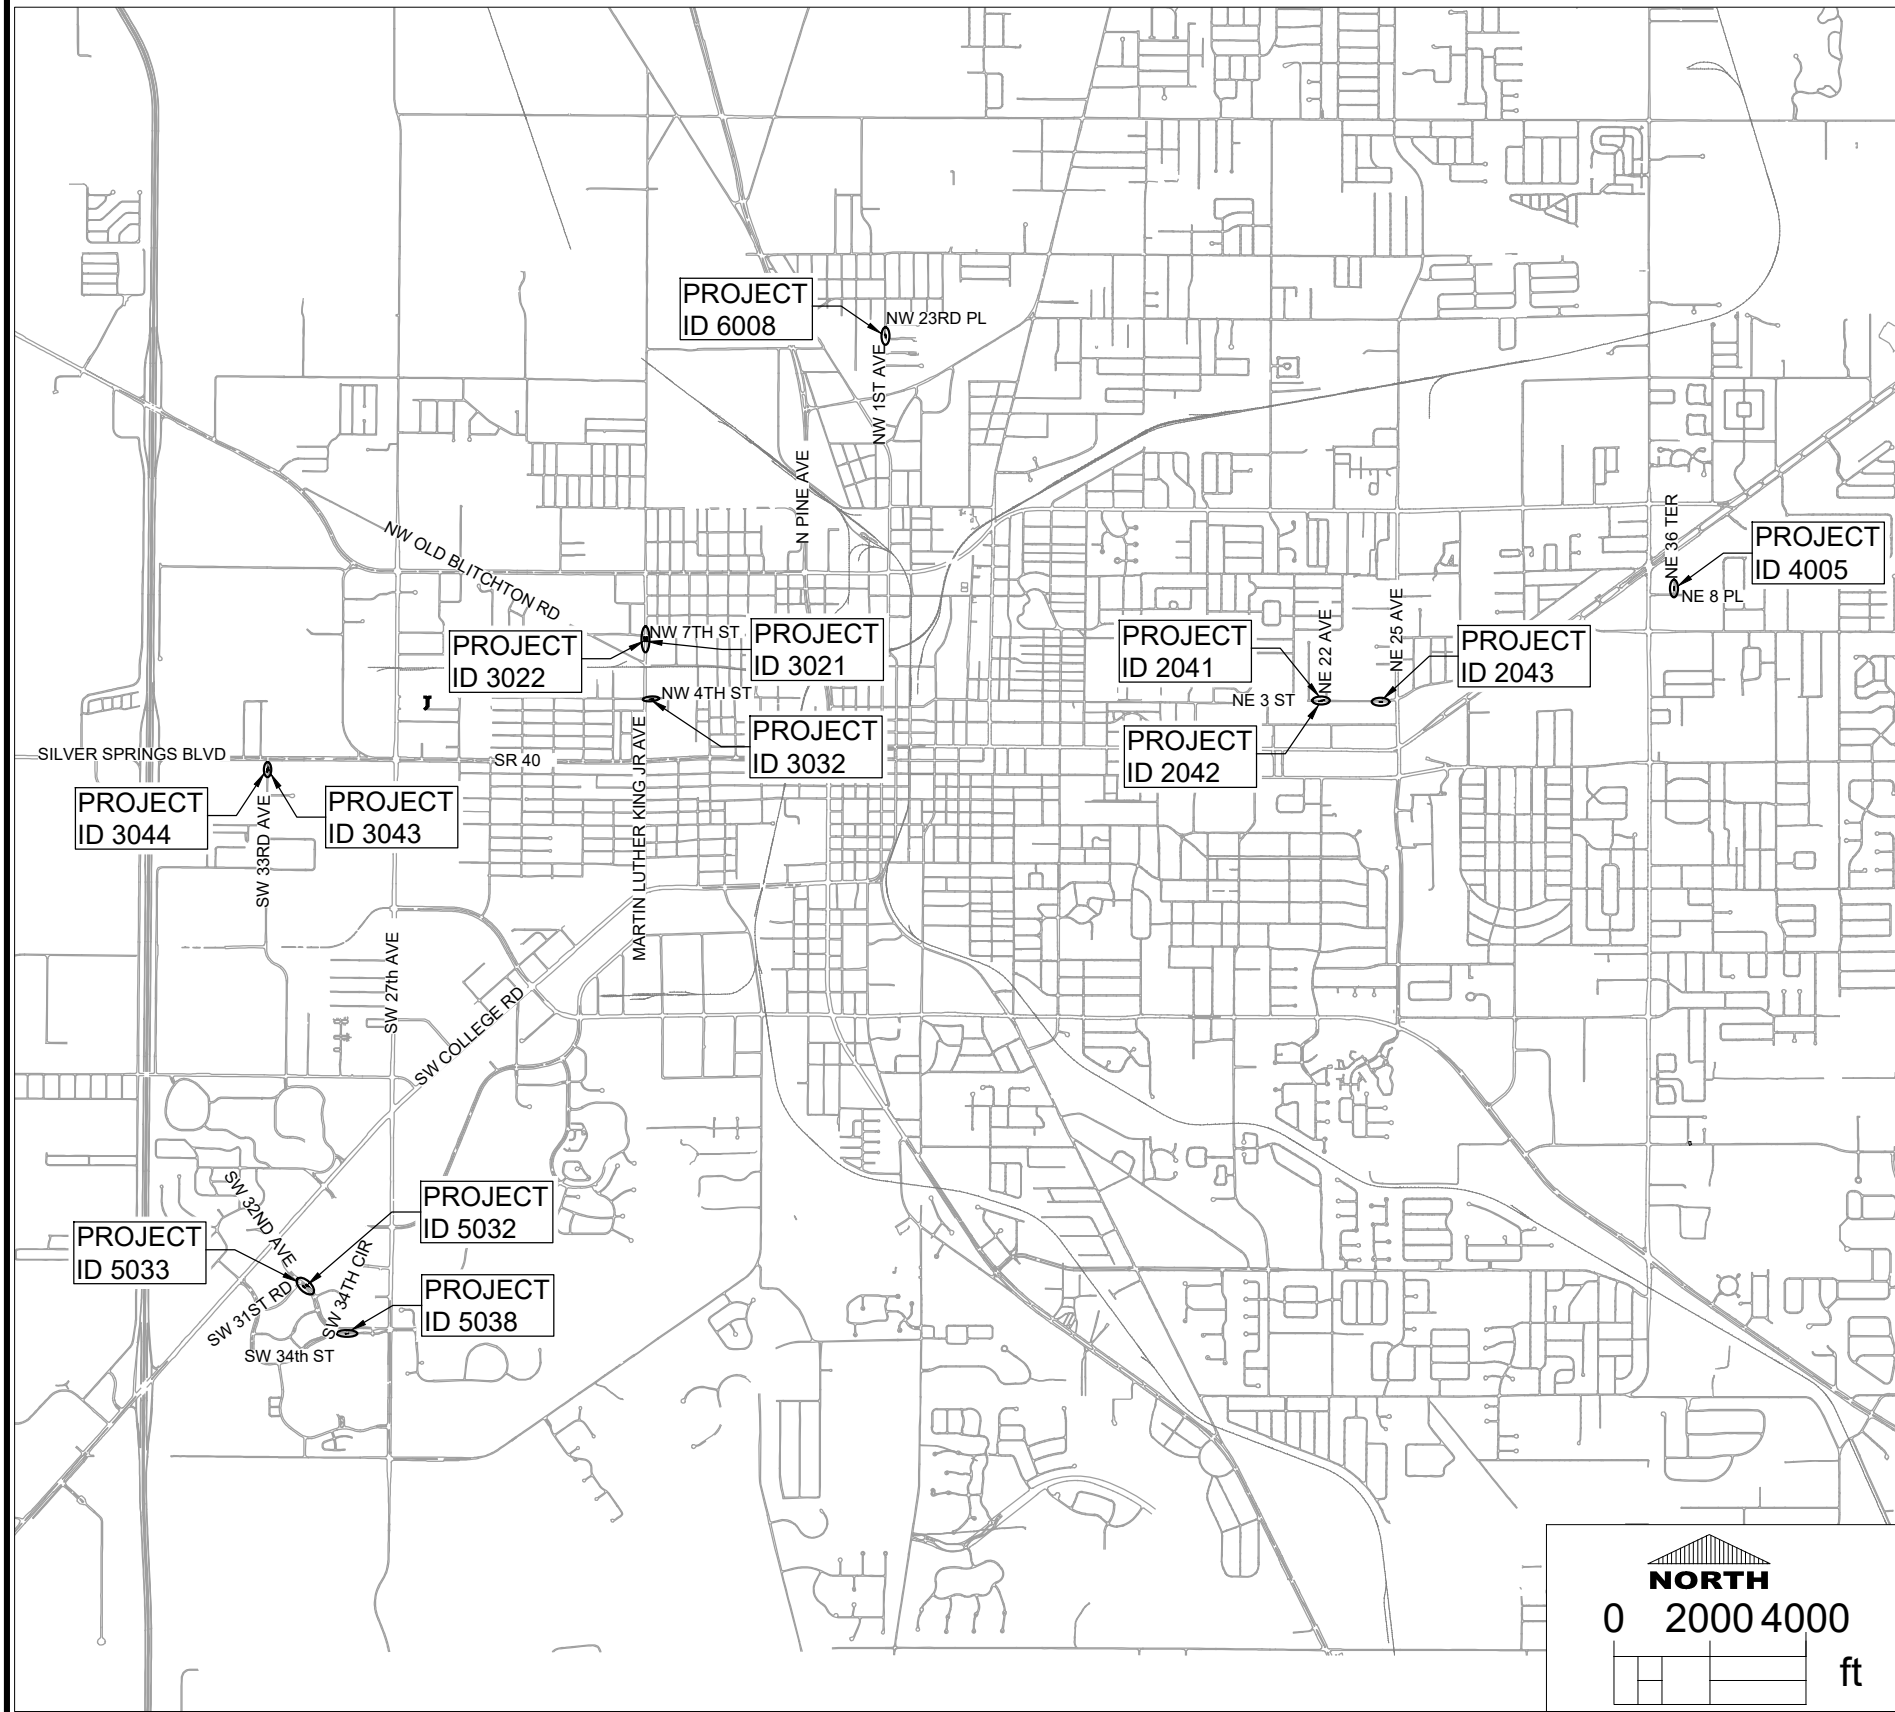 PROJECT
ID 6008
NW 23RD PL
NW 1ST AVE
N PINE AVE
NE 36 TER
PROJECT
ID 4005
NE 8 PL
NW OLD BLITCHTON RD
NW 7TH ST
PROJECT
ID 3022
PROJECT
ID 3021
NW 4TH ST
PROJECT
ID 3032
PROJECT
ID 2041
NE 22 AVE
NE 25 AVE
PROJECT
ID 2043
NE 3 ST
PROJECT
ID 2042
SILVER SPRINGS BLVD
SR 40
MARTIN LUTHER KING JR AVE
PROJECT
ID 3044
PROJECT
ID 3043
SW 33RD AVE
SW 27th AVE
SW COLLEGE RD
SW 32ND AVE
PROJECT
ID 5032
PROJECT
ID 5033
SW 34TH CIR
SW 31ST RD
PROJECT
ID 5038
SW 34th ST
NORTH
0 2000 4000
ft